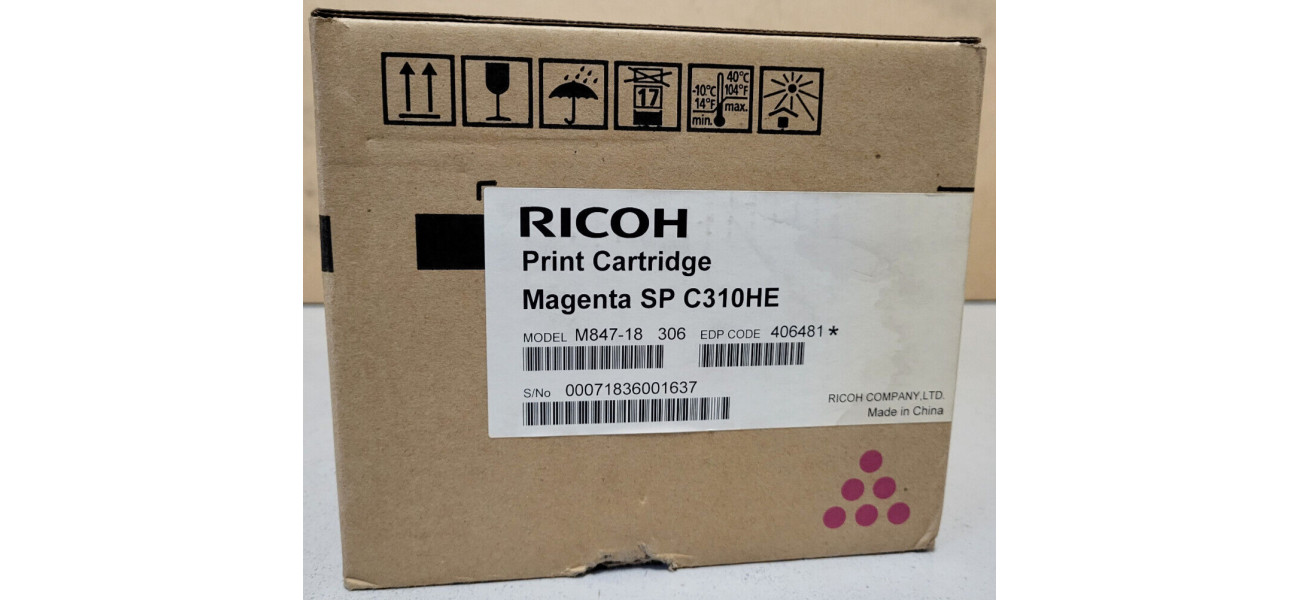 17
-10°C
14°F
min.
40°C
104°F
max.
RICOH
Print Cartridge
Magenta SP C310HE
MODEL M847-18 306 EDP CODE 406481*
S/No 00071836001637
RICOH COMPANY,LTD.
Made in China